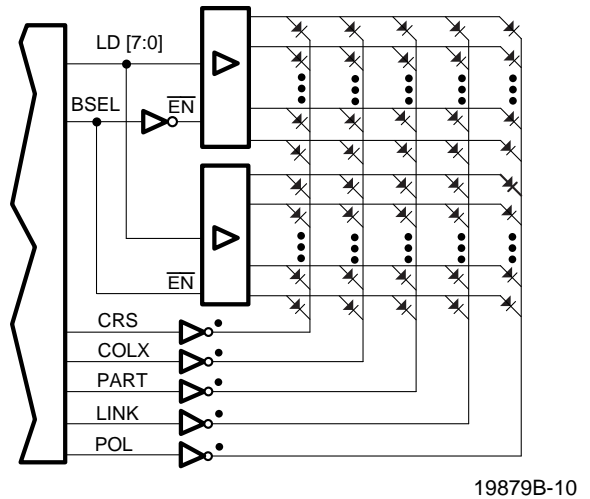 LD [7:0]
BSEL
EN
EN
CRS
COLX
PART
LINK
POL
19879B-10